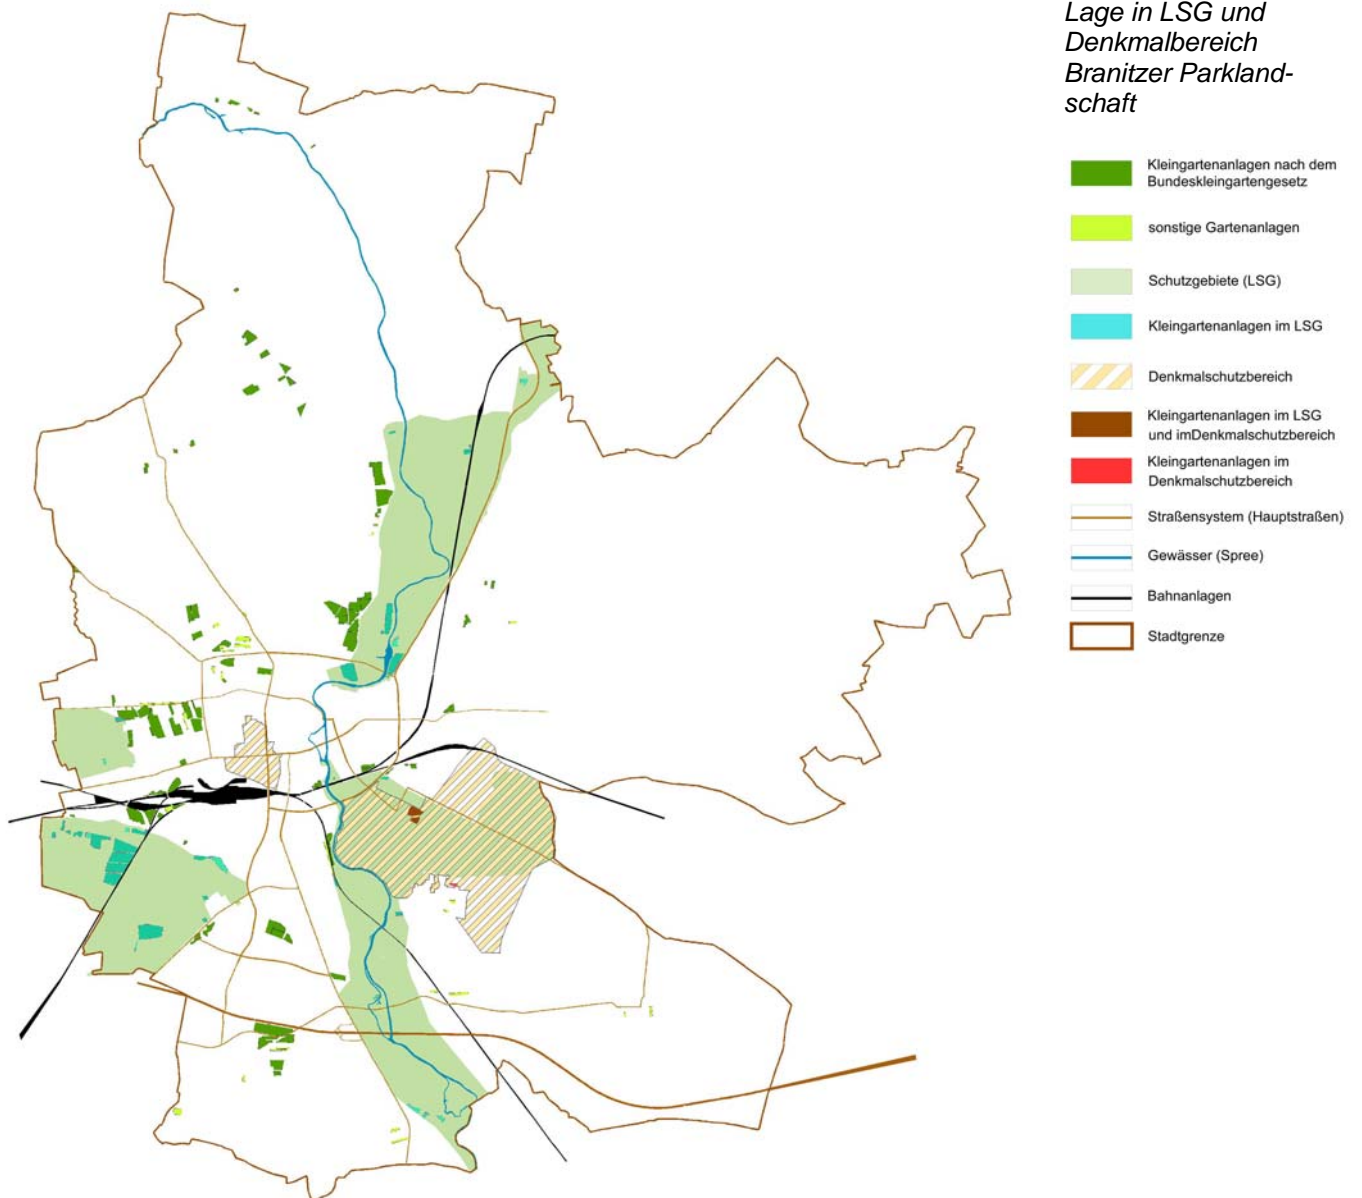 Lage in LSG und
Denkmalbereich
Branitzer Parkland-
schaft
Kleingartenanlagen nach dem
Bundeskleingartengesetz
sonstige Gartenanlagen
Schutzgebiete (LSG)
Kleingartenanlagen im LSG
Denkmalschutzbereich
Kleingartenanlagen im LSG
und imDenkmalschutzbereich
Kleingartenanlagen im
Denkmalschutzbereich
Straßensystem (Hauptstraßen)
Gewässer (Spree)
Bahnanlagen
Stadtgrenze